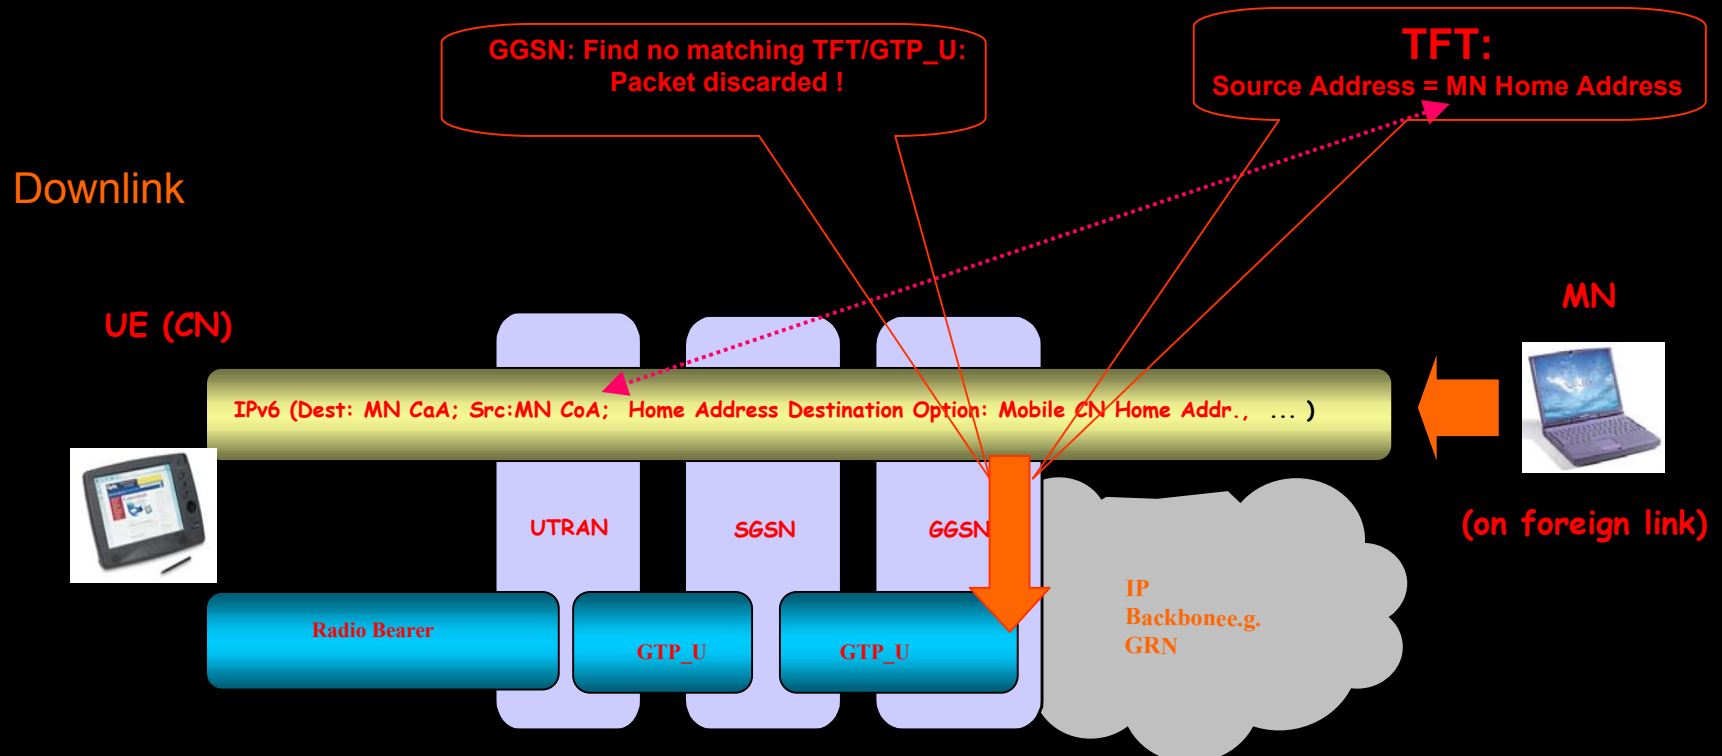 GGSN: Find no matching TFT/GTP_U:
Packet discarded !
TFT:
Source Address = MN Home Address
Downlink
UE (CN)
MN
IPv6 (Dest: MN CaA; Src:MN CoA; Home Address Destination Option: Mobile CN Home Addr., ... )
UTRAN
SGSN
GGSN
(on foreign link)
IP
Backbonee.g.
GRN
Radio Bearer
GTP_U
GTP_U